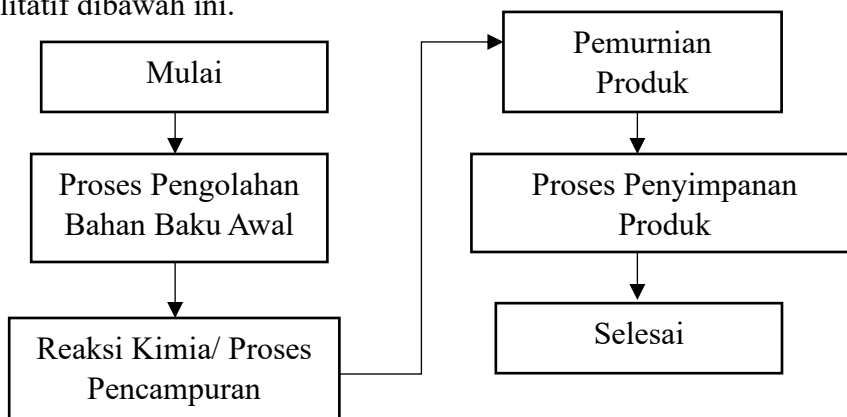 litatif dibawah ini.
Mulai
Proses Pengolahan
Bahan Baku Awal
Reaksi Kimia/ Proses
Pencampuran
Pemurnian
Produk
Proses Penyimpanan
Produk
Selesai